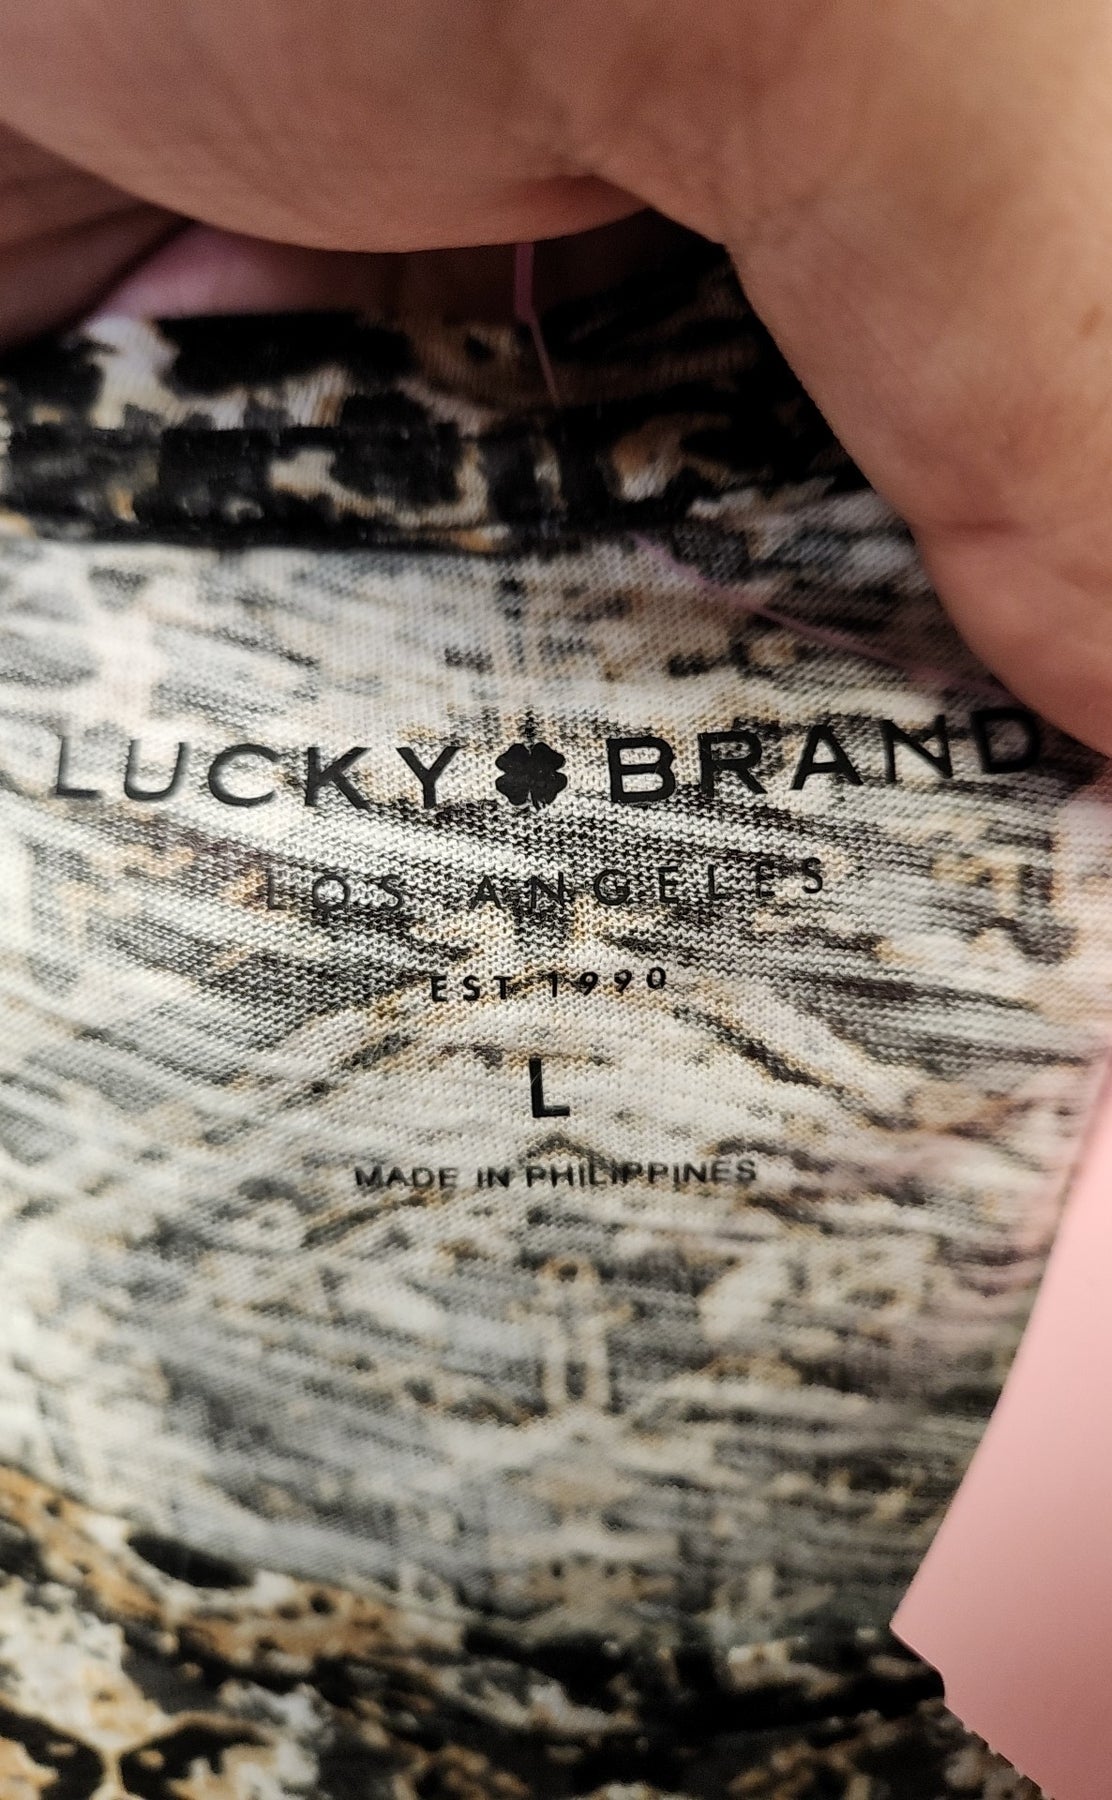 LUCKY BRAND
LOS ANGELES
EST 1990
L
MADE IN PHILIPPINES